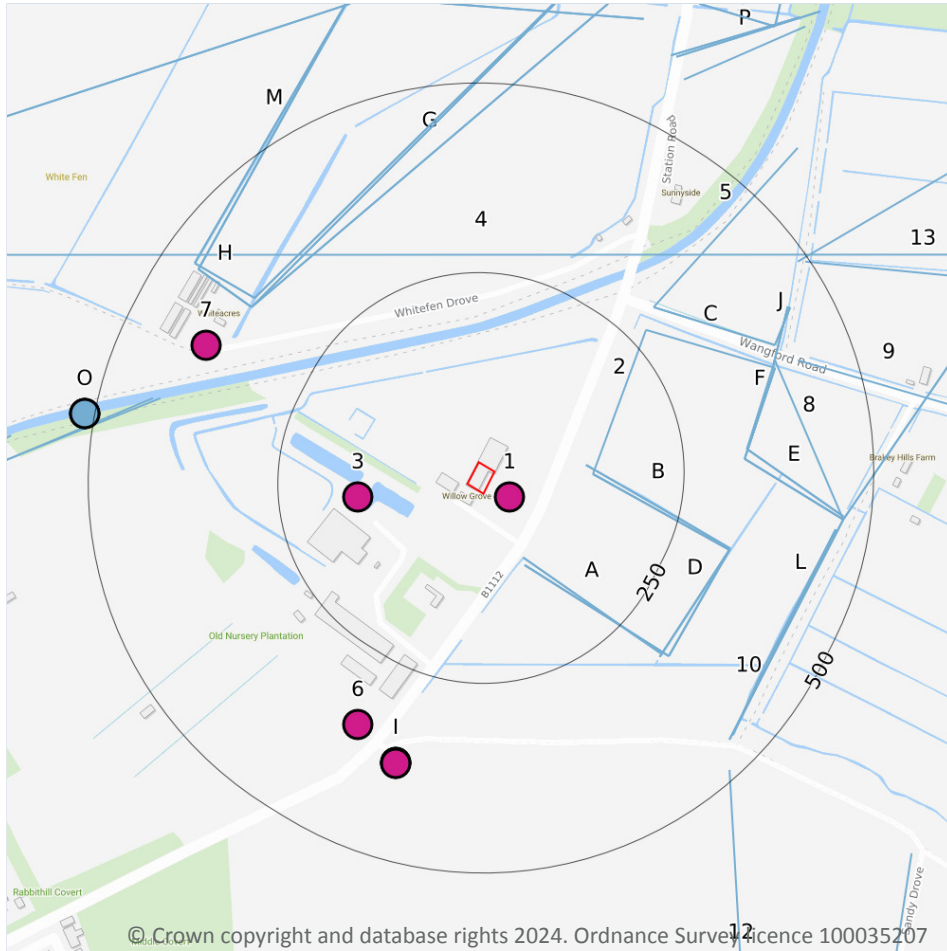 P
M
G
Station Road
White Fen
Sunnyside
5
4
13
H
7
Whiteacres
Whitefen Drove
C
J
Wangford Road
9
2
O
F
8
E
Brakey Hills Farm
3
1
B
Willow Grove
A
D
L
250
B1112
Old Nursery Plantation
10
500
6
I
Rabbithill Covert
12
© Crown copyright and database rights 2024. Ordnance Survey licence 100035207